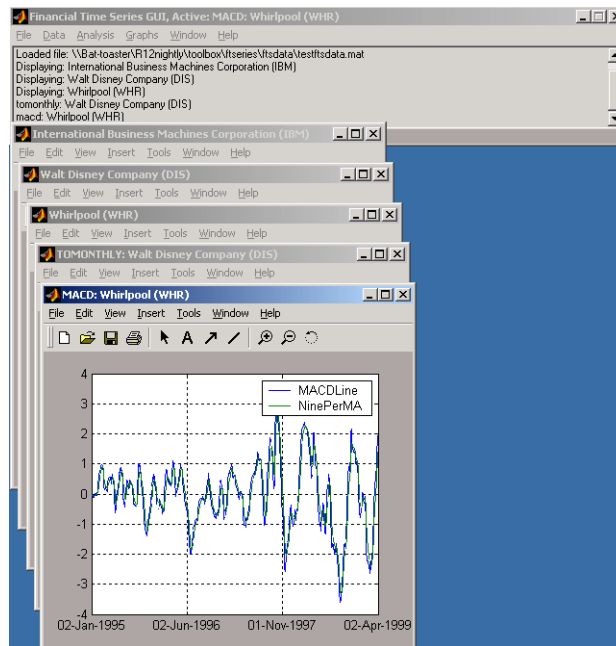 Financial Time Series GUI, Active: MACD: Whirlpool (WHR)
File Data Analysis Graphs Window Help
Loaded file: \\Bat-toaster\R12nightly\toolbox\ftseries\ftsdata\testftsdata.mat
Displaying: International Business Machines Corporation (IBM)
Displaying: Walt Disney Company (DIS)
Displaying: Whirlpool (WHR)
tomonthly: Walt Disney Company (DIS)
macd: Whirlpool (WHR)
International Business Machines Corporation (IBM)
File Edit View Insert Tools Window Help
Walt Disney Company (DIS)
File Edit View Insert Tools Window Help
Whirlpool (WHR)
File Edit View Insert Tools Window Help
TOMONTHLY: Walt Disney Company (DIS)
File Edit View Insert Tools Window Help
MACD: Whirlpool (WHR)
File Edit View Insert Tools Window Help
A
4
MACDLine
NinePerMA
3
2
1
0
-1
-2
-3
-4
02-Jan-1995 02-Jun-1996 01-Nov-1997 02-Apr-1999